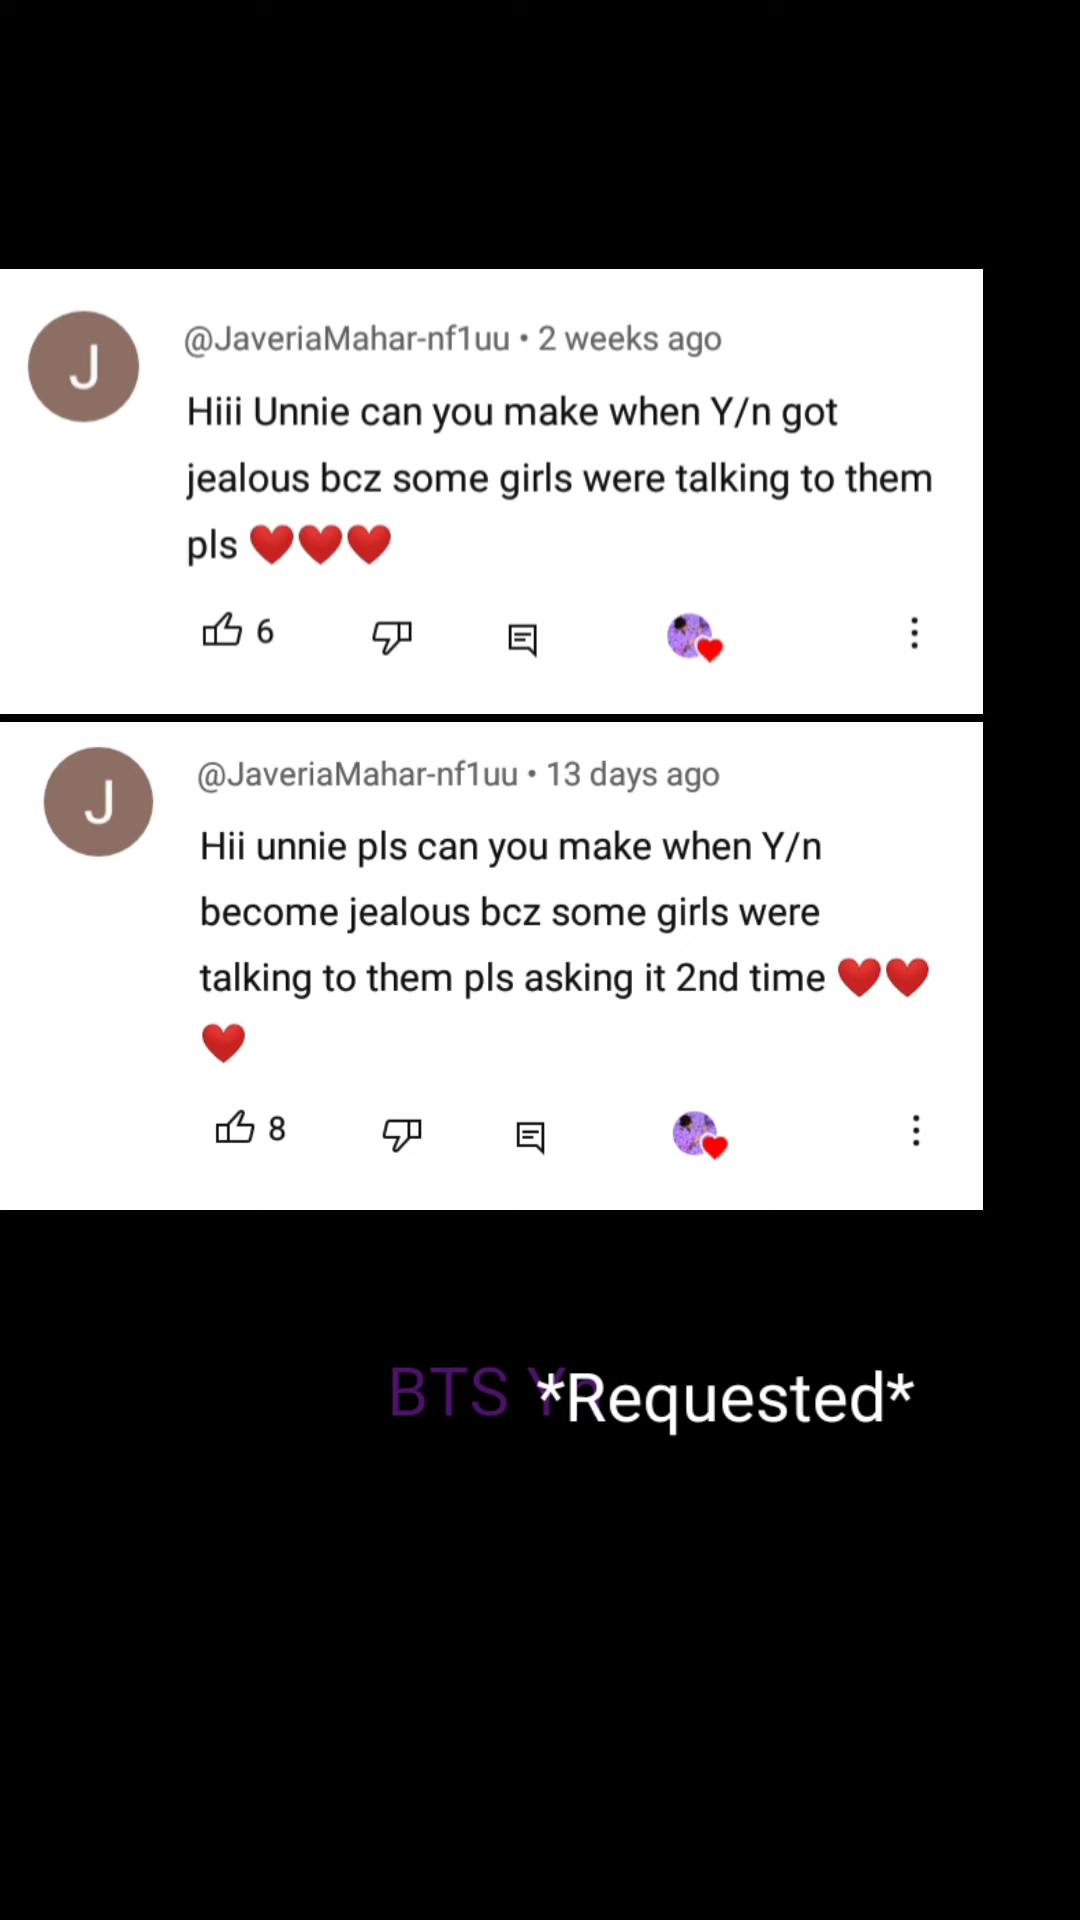 J
@JaveriaMahar-nf1uu • 2 weeks ago
Hiii Unnie can you make when Y/n got
jealous bcz some girls were talking to them
pls ❤️❤️❤️
6
J
@JaveriaMahar-nf1uu • 13 days ago
Hii unnie pls can you make when Y/n
become jealous bcz some girls were
talking to them pls asking it 2nd time ❤️❤️
❤️
8
BTS
*Requested*